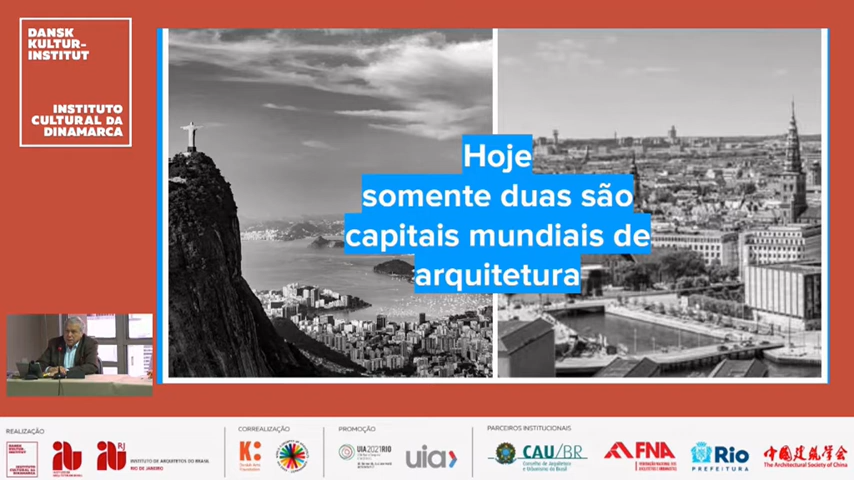 DANSK
KULTUR-
INSTITUT
INSTITUTO
CULTURAL DA
DINAMARCA
Hoje
somente duas são
capitais mundiais de
arquitetura
REALIZAÇÃO
CORREALIZAÇÃO
PROMOÇÃO
PARCEIROS INSTITUCIONAIS
INSTITUTO DE ARQUITETOS DO BRASIL
RIO DE JANEIRO
RJ
K:
UIA2021RIO
uia
CAU/BR
Conselho de Arquitetura
e Urbanismo do Brasil
FNA
Rio
PREFEITURA
中国建筑学会
The Architectural Society of China